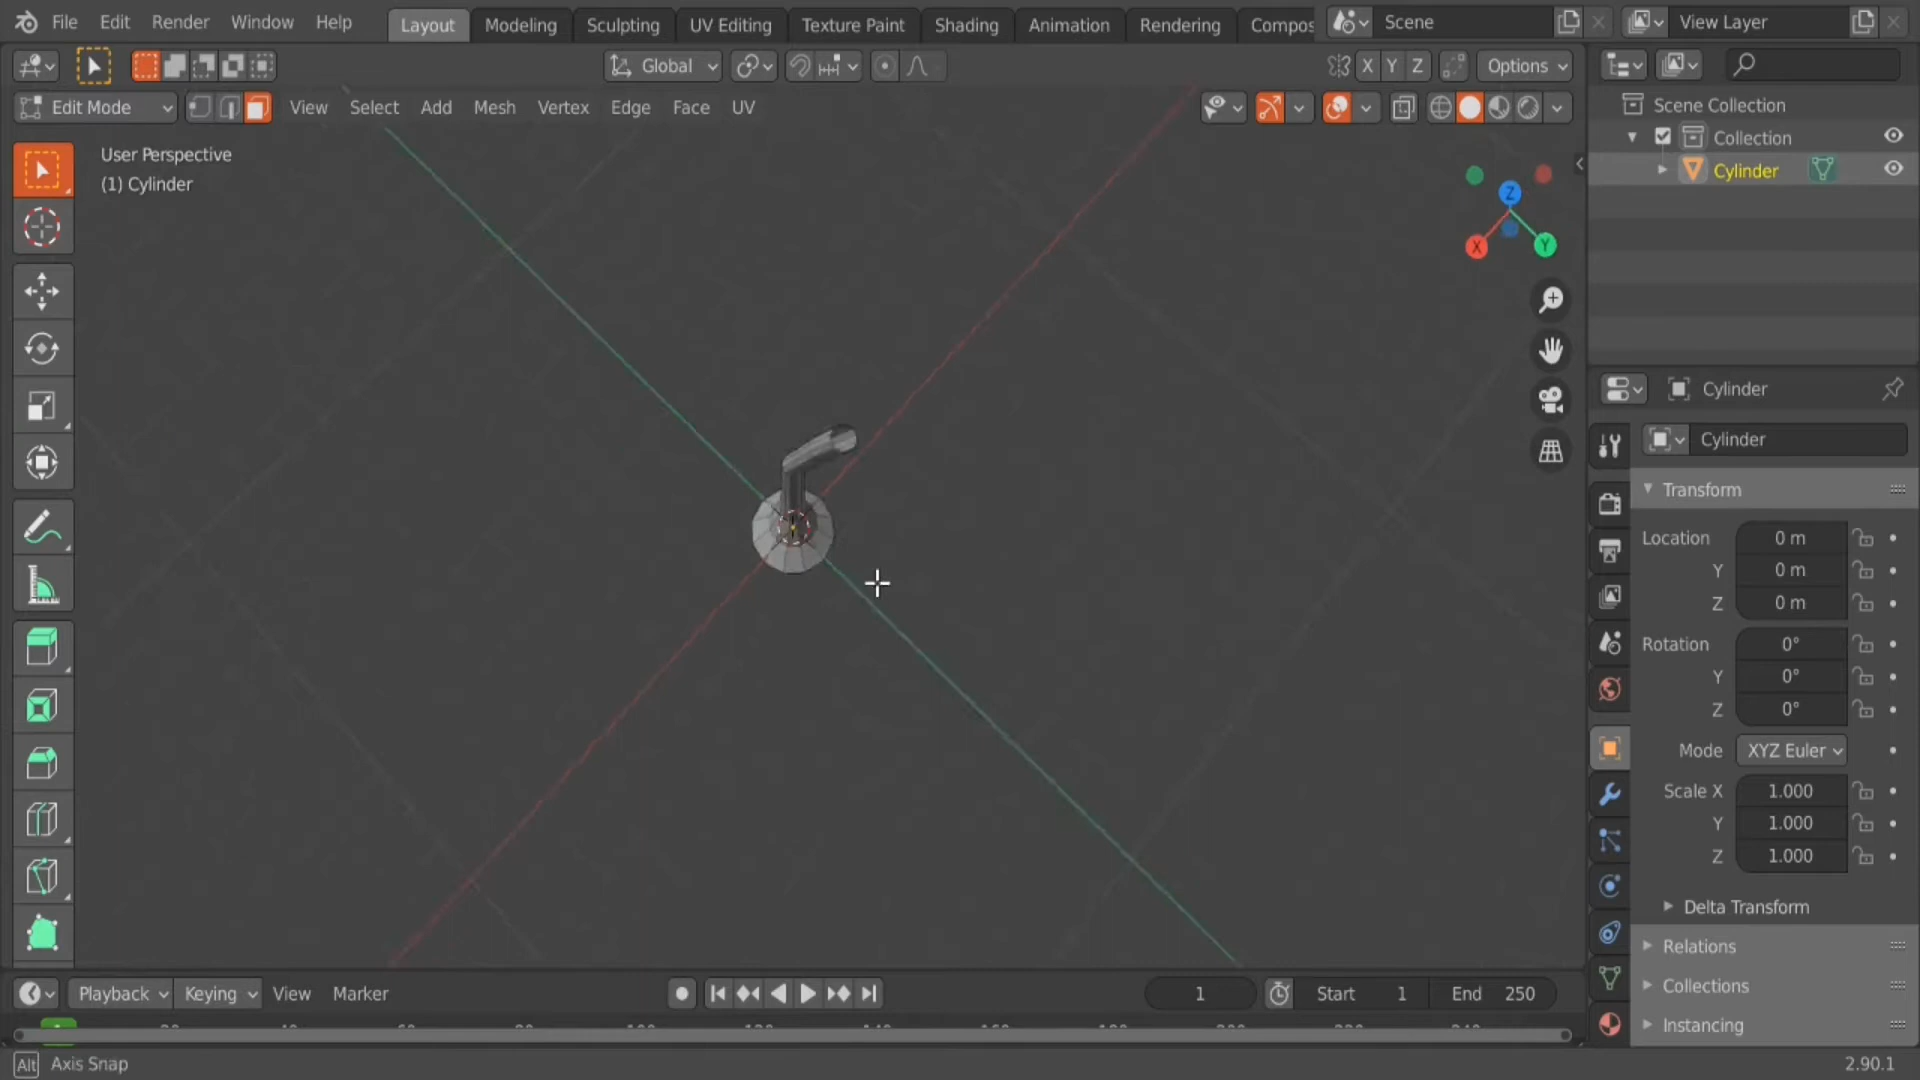 File Edit Render Window Help Layout Modeling Sculpting UV Editing Texture Paint Shading Animation Rendering Compos Scene View Layer
Global X Y Z Options
Edit Mode View Select Add Mesh Vertex Edge Face UV
User Perspective
(1) Cylinder
Z
X Y
Scene Collection
Collection
Cylinder
Cylinder
Cylinder
Transform
Location 0 m
Y 0 m
Z 0 m
Rotation 0°
Y 0°
Z 0°
Mode XYZ Euler
Scale X 1.000
Y 1.000
Z 1.000
Delta Transform
Relations
Collections
Instancing
Playback Keying View Marker 1 Start 1 End 250
Alt Axis Snap 2.90.1